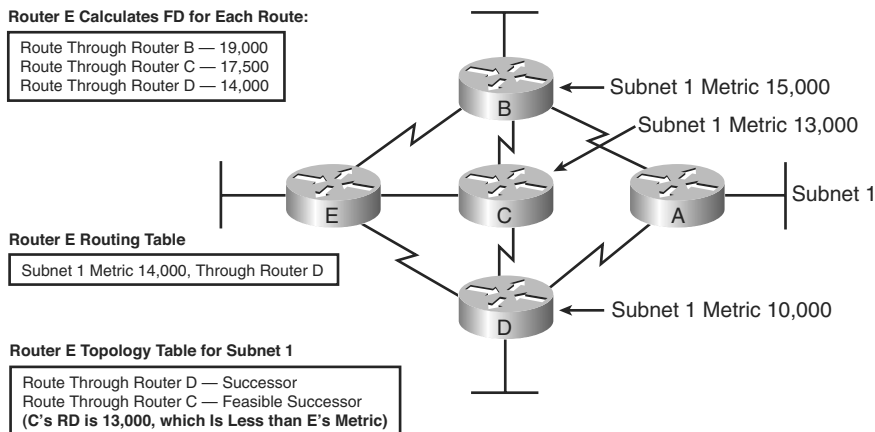 Router E Calculates FD for Each Route:
Route Through Router B — 19,000
Route Through Router C — 17,500
Route Through Router D — 14,000
B
Subnet 1 Metric 15,000
Subnet 1 Metric 13,000
E
C
A
Subnet 1
Router E Routing Table
Subnet 1 Metric 14,000, Through Router D
D
Subnet 1 Metric 10,000
Router E Topology Table for Subnet 1
Route Through Router D — Successor
Route Through Router C — Feasible Successor
(C's RD is 13,000, which Is Less than E's Metric)